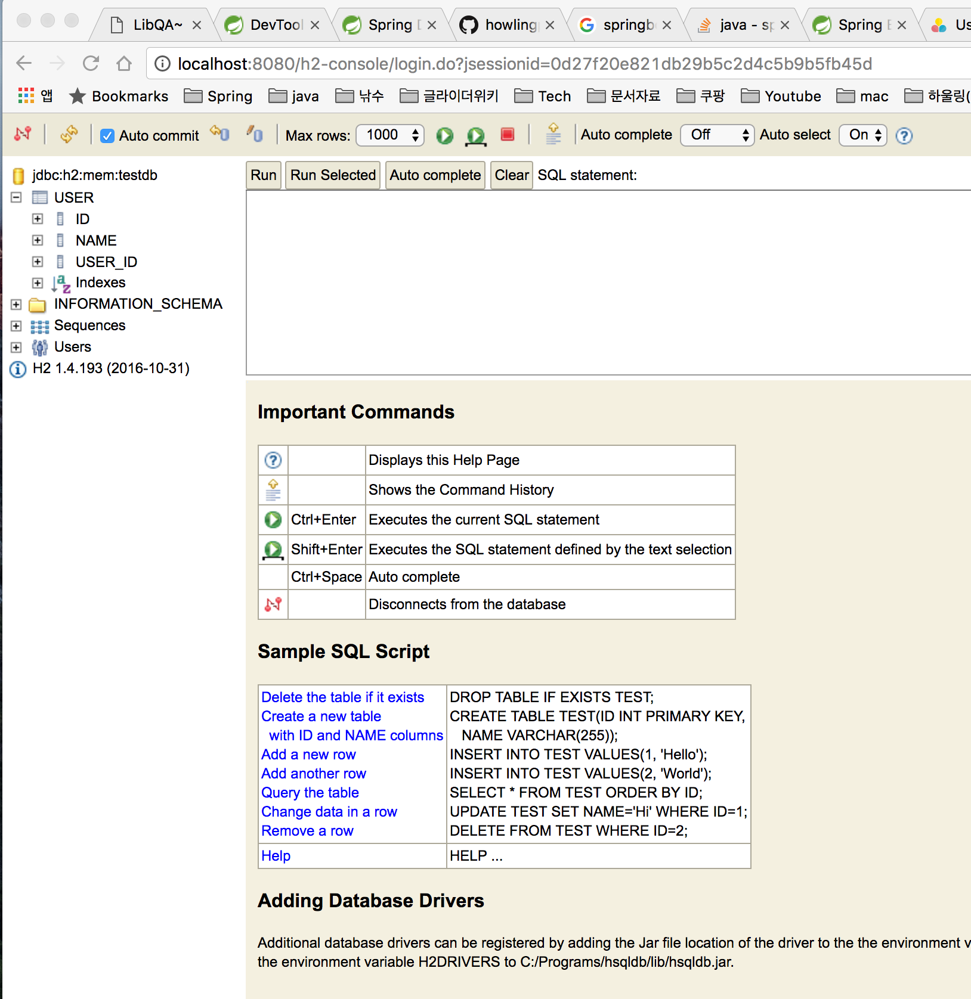 LibQA~
DevTool
Spring D
howling
springb
java - sp
Spring B
Us
localhost:8080/h2-console/login.do?jsessionid=0d27f20e821db29b5c2d4c5b9b5fb45d
앱 Bookmarks Spring java 낚수 글라이더위키 Tech 문서자료 쿠팡 Youtube mac 하울링(
Auto commit Max rows: 1000 Auto complete Off Auto select On
jdbc:h2:mem:testdb
USER
ID
NAME
USER_ID
Indexes
INFORMATION_SCHEMA
Sequences
Users
H2 1.4.193 (2016-10-31)
Run Run Selected Auto complete Clear SQL statement:
Important Commands
Displays this Help Page
Shows the Command History
Ctrl+Enter Executes the current SQL statement
Shift+Enter Executes the SQL statement defined by the text selection
Ctrl+Space Auto complete
Disconnects from the database
Sample SQL Script
Delete the table if it exists DROP TABLE IF EXISTS TEST;
Create a new table CREATE TABLE TEST(ID INT PRIMARY KEY,
with ID and NAME columns NAME VARCHAR(255));
Add a new row INSERT INTO TEST VALUES(1, 'Hello');
Add another row INSERT INTO TEST VALUES(2, 'World');
Query the table SELECT * FROM TEST ORDER BY ID;
Change data in a row UPDATE TEST SET NAME='Hi' WHERE ID=1;
Remove a row DELETE FROM TEST WHERE ID=2;
Help HELP ...
Adding Database Drivers
Additional database drivers can be registered by adding the Jar file location of the driver to the the environment v
the environment variable H2DRIVERS to C:/Programs/hsqldb/lib/hsqldb.jar.